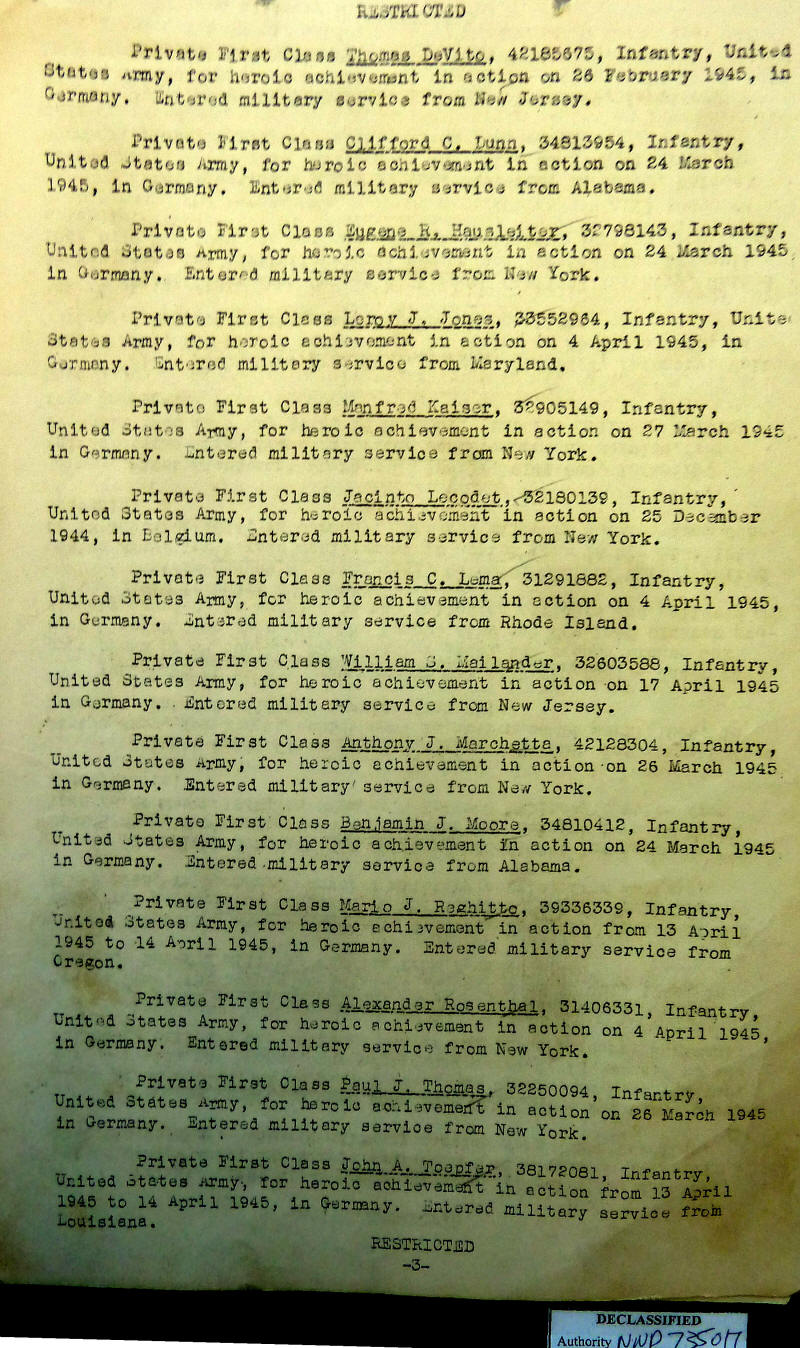 RESTRICTED
Private First Class Thomas DeVito, 42185675, Infantry, United
States Army, for heroic achievement in action on 26 February 1945, in
Germany. Entered military service from New Jersey.
Private First Class Clifford C. Lunn, 34813954, Infantry,
United States Army, for heroic achievement in action on 24 March
1945, in Germany. Entered military service from Alabama.
Private First Class Eugene R. Hausleiter, 32798143, Infantry,
United States Army, for heroic achievement in action on 24 March 1945,
in Germany. Entered military service from New York.
Private First Class Leroy J. Jones, 33552964, Infantry, Unite
States Army, for heroic achievement in action on 4 April 1945, in
Germany. Entered military service from Maryland.
Private First Class Manfred Kaiser, 32905149, Infantry,
United States Army, for heroic achievement in action on 27 March 1945
in Germany. Entered military service from New York.
Private First Class Jacinto Lecodet, 32180139, Infantry,
United States Army, for heroic achievement in action on 25 December
1944, in Belgium. Entered military service from New York.
Private First Class Francis C. Lema, 31291882, Infantry,
United States Army, for heroic achievement in action on 4 April 1945,
in Germany. Entered military service from Rhode Island.
Private First Class William Mailander, 32603588, Infantry,
United States Army, for heroic achievement in action on 17 April 1945
in Germany. Entered military service from New Jersey.
Private First Class Anthony J. Marchetta, 42128304, Infantry,
United States Army, for heroic achievement in action on 26 March 1945
in Germany. Entered military service from New York.
Private First Class Benjamin J. Moore, 34810412, Infantry,
United States Army, for heroic achievement in action on 24 March 1945
in Germany. Entered military service from Alabama.
Private First Class Mario J. Reghitto, 39336339, Infantry,
United States Army, for heroic achievement in action from 13 April
1945 to 14 April 1945, in Germany. Entered military service from
Oregon.
Private First Class Alexander Rosenthal, 31406331, Infantry,
United States Army, for heroic achievement in action on 4 April 1945,
in Germany. Entered military service from New York.
Private First Class Paul J. Thomas, 32250094, Infantry,
United States Army, for heroic achievement in action on 26 March 1945
in Germany. Entered military service from New York.
Private First Class John A. Toepfer, 38172081, Infantry,
United States Army, for heroic achievement in action from 13 April
1945 to 14 April 1945, in Germany. Entered military service from
Louisiana.
RESTRICTED
-3-
DECLASSIFIED
Authority NND 735017